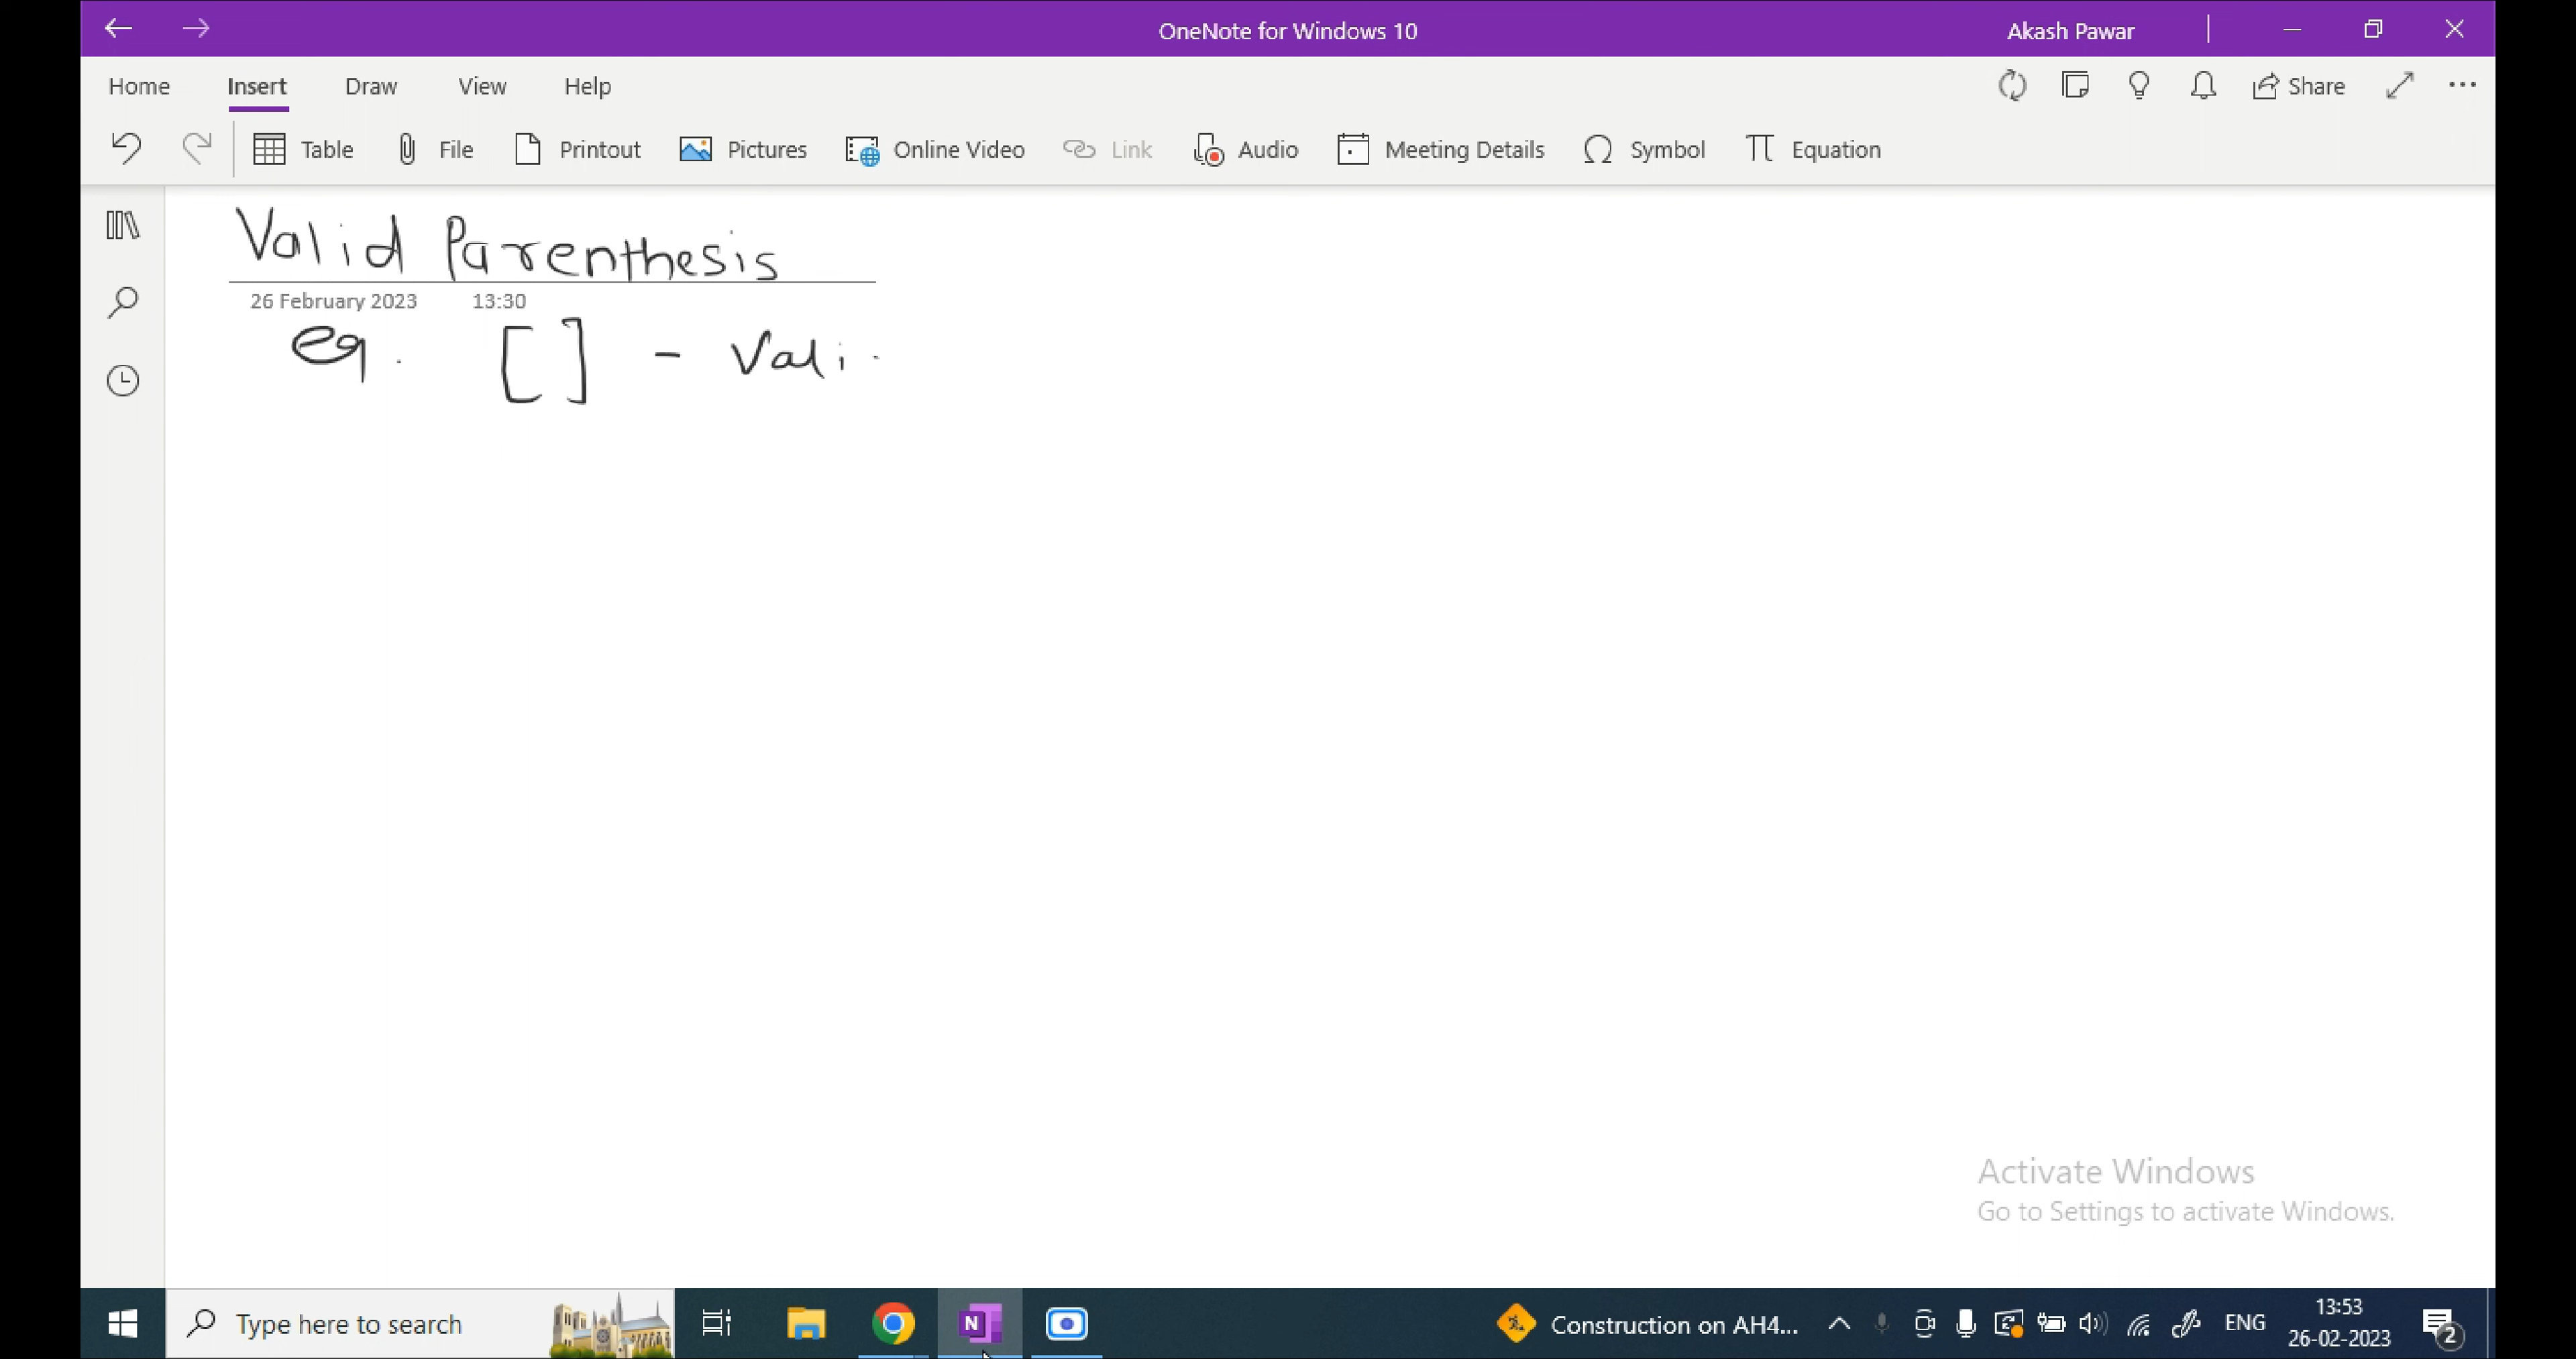 OneNote for Windows 10
Akash Pawar
Home Insert Draw View Help
Share
Table File Printout Pictures Online Video Link Audio Meeting Details Symbol Equation
Valid Parenthesis
26 February 2023 13:30
eg. [ ] - Vali
Activate Windows
Go to Settings to activate Windows.
Type here to search
Construction on AH4...
ENG
13:53
26-02-2023
2